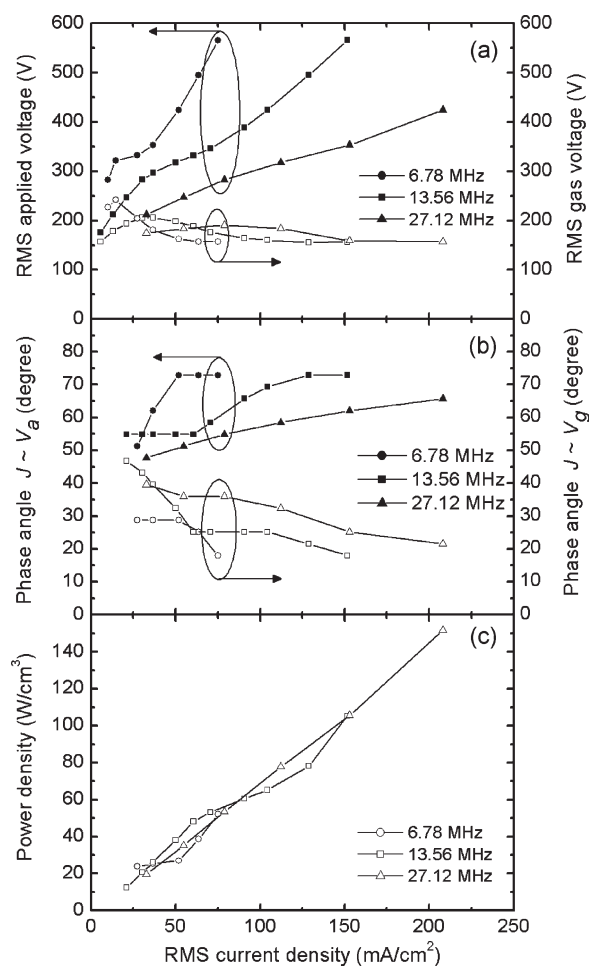 (a)
RMS applied voltage (V)
600
500
400
300
200
100
0
600
500
400
300
200
100
0
RMS gas voltage (V)
6.78 MHz
13.56 MHz
27.12 MHz
(b)
Phase angle J ~ Va (degree)
70
60
50
40
30
20
10
0
70
60
50
40
30
20
10
0
Phase angle J ~ Vg (degree)
6.78 MHz
13.56 MHz
27.12 MHz
(c)
Power density (W/cm³)
140
120
100
80
60
40
20
0
6.78 MHz
13.56 MHz
27.12 MHz
0 50 100 150 200 250
RMS current density (mA/cm²)